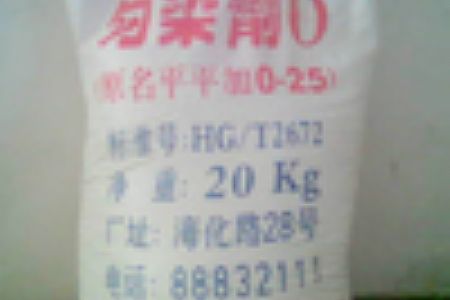 匀染剂O
(原名平平加O-25)
标准号:HG/T2672
净 重: 20 Kg
厂址: 海化路28号
电话: 88832111